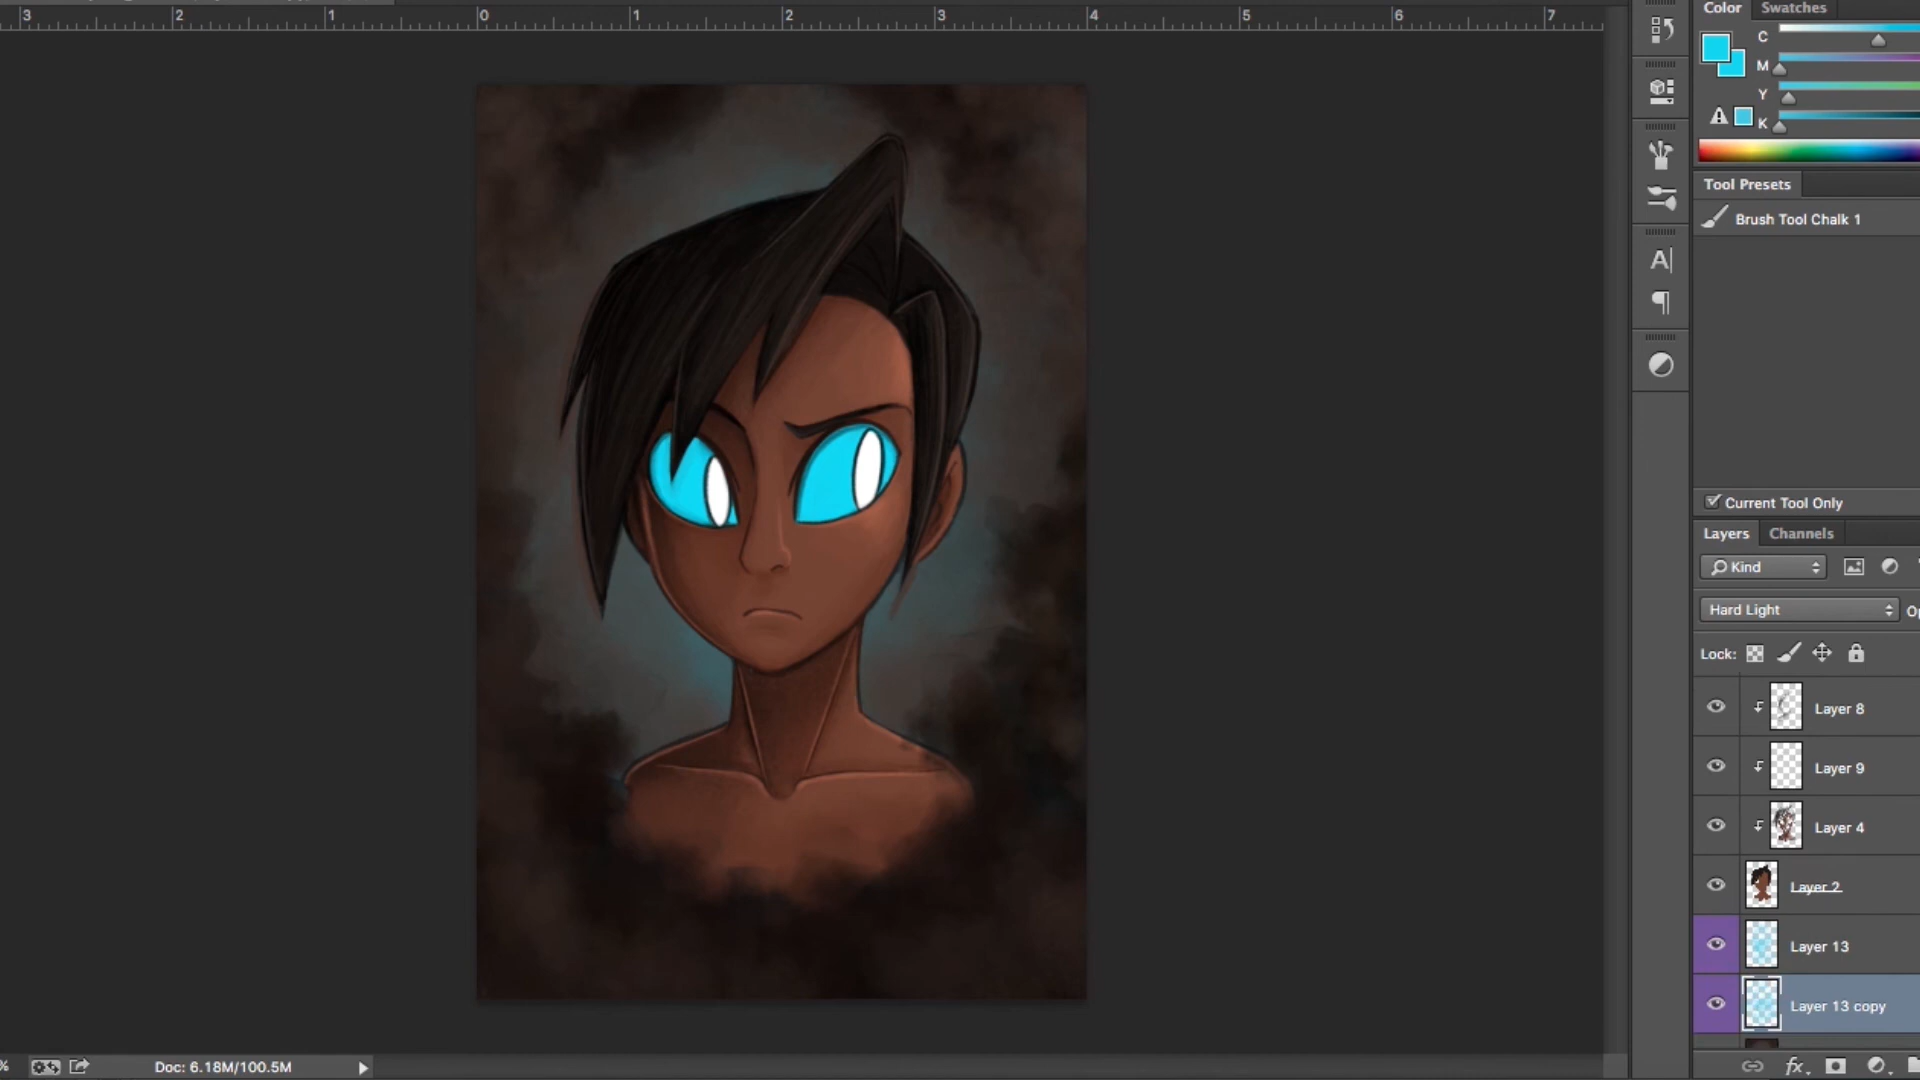 3 2 1 0 1 2 3 4 5 6 7
Color Swatches
C
M
Y
K
Tool Presets
Brush Tool Chalk 1
Current Tool Only
Layers Channels
Kind
Hard Light
Lock:
Layer 8
Layer 9
Layer 4
Layer 2
Layer 13
Layer 13 copy
% Doc: 6.18M/100.5M
fx